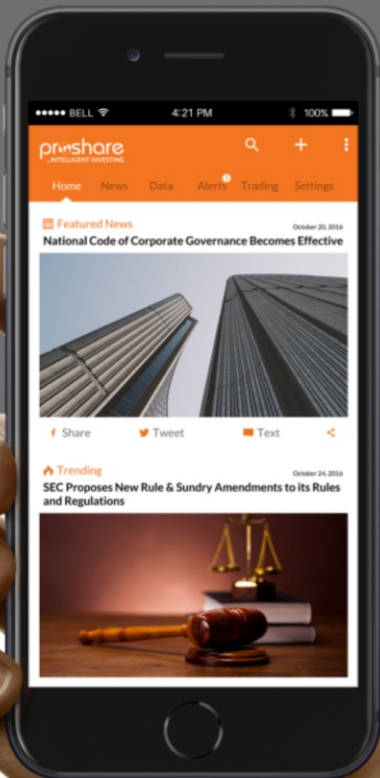 BELL 4:21 PM 100%
proshare
...INTELLIGENT INVESTING
Home News Data Alerts Trading Settings
Featured News October 20, 2016
National Code of Corporate Governance Becomes Effective
Share Tweet Text
Trending October 24, 2016
SEC Proposes New Rule & Sundry Amendments to its Rules
and Regulations